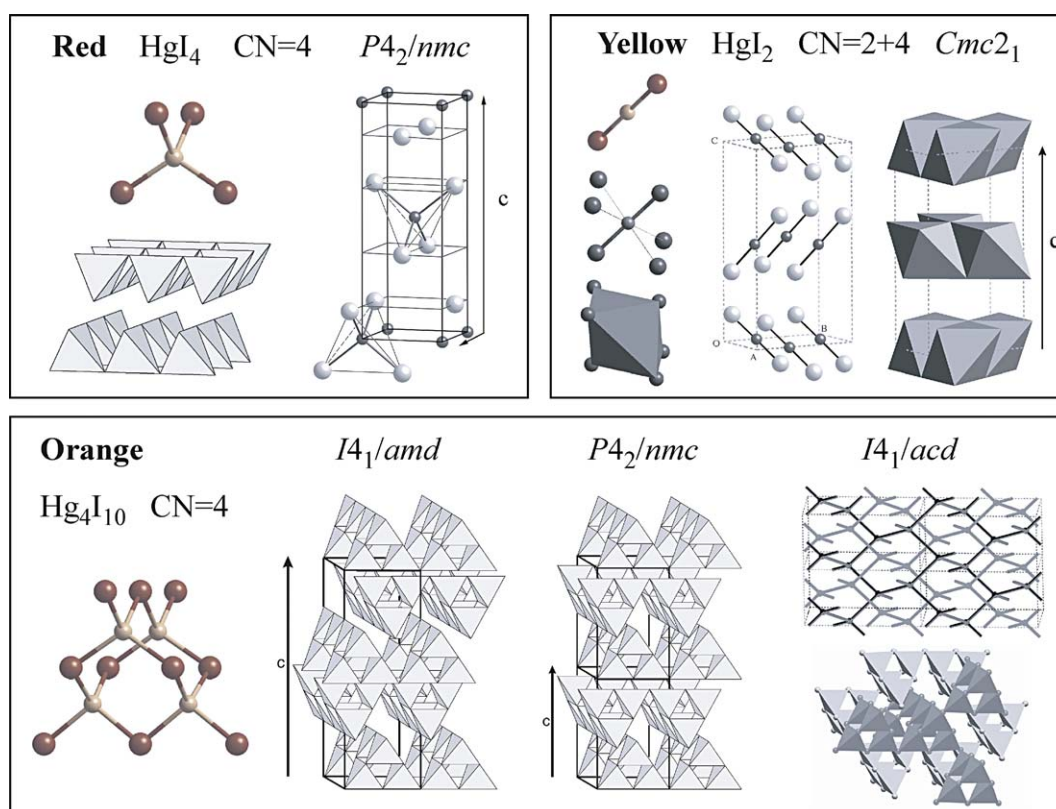 Red HgI₄ CN=4 P4₂/nmc
c
Yellow HgI₂ CN=2+4 Cmc2₁
C
O
A
B
c
Orange I4₁/amd P4₂/nmc I4₁/acd
Hg₄I₁₀ CN=4
c
c